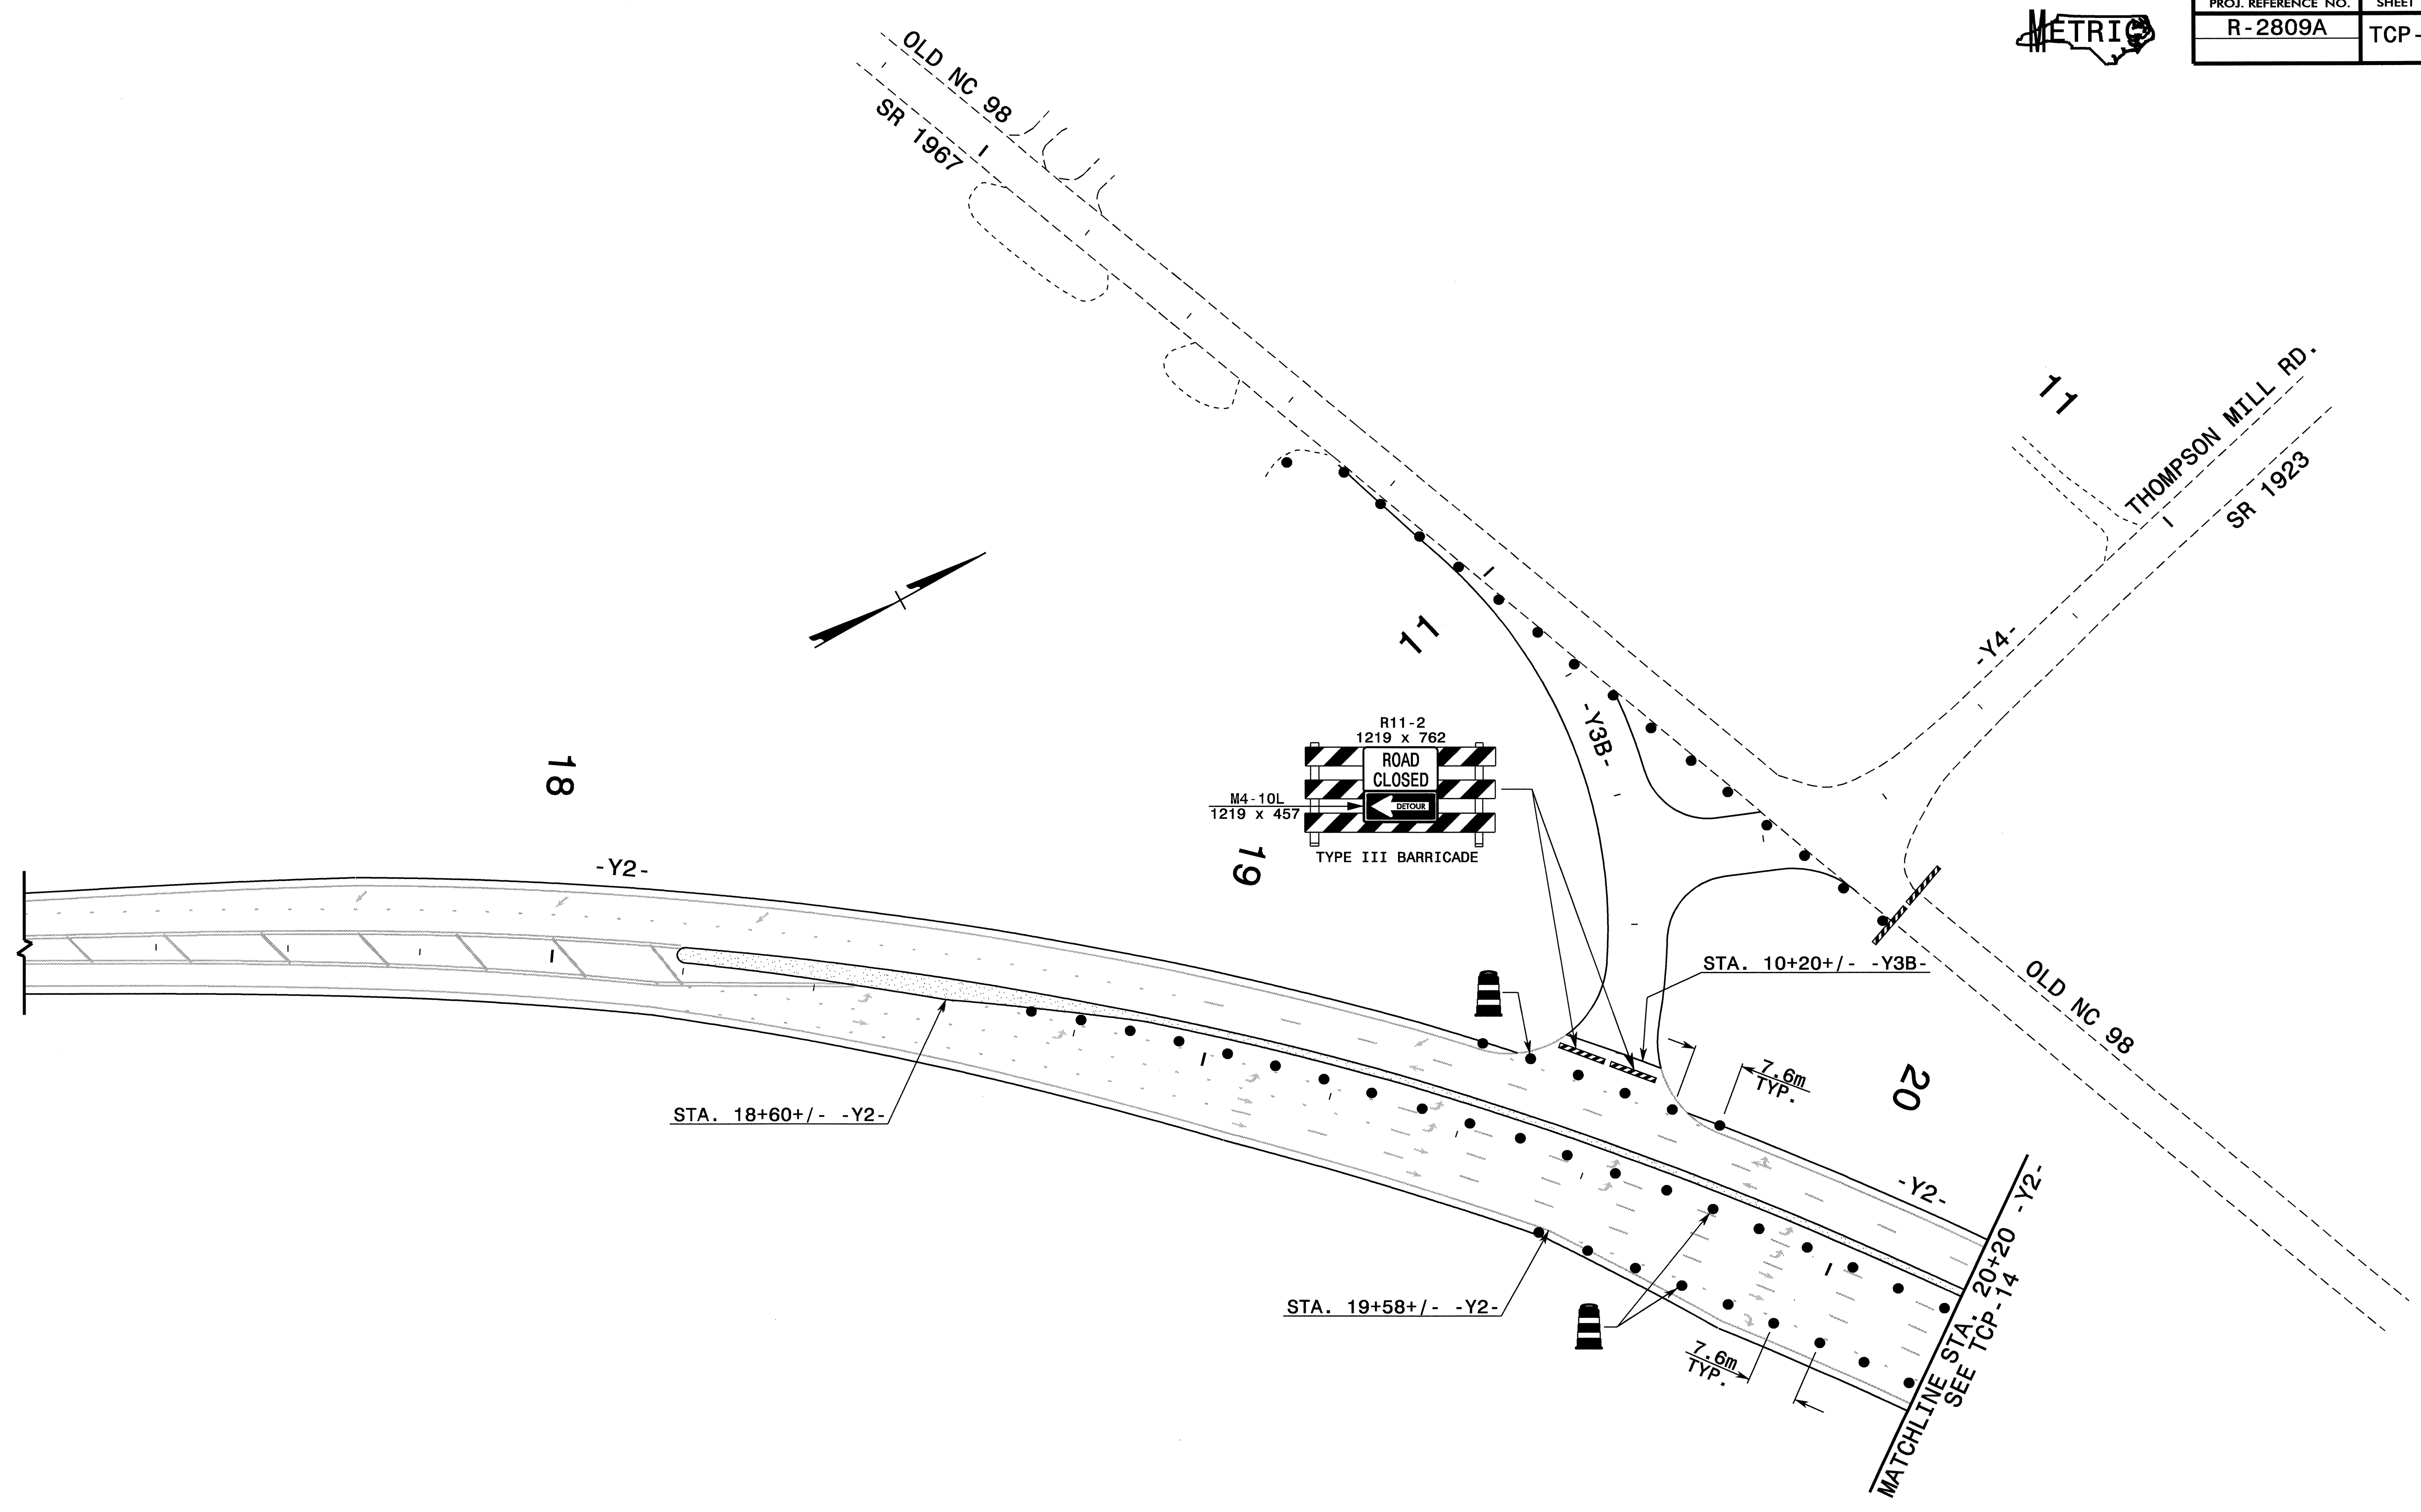 METRIC
PROJ. REFERENCE NO.
SHEET
R-2809A
TCP-
OLD NC 98
SR 1967
11
THOMPSON MILL RD.
SR 1923
-Y4-
11
-Y3B-
R11-2
1219 x 762
ROAD
CLOSED
DETOUR
M4-10L
1219 x 457
TYPE III BARRICADE
18
19
-Y2-
STA. 10+20+/- -Y3B-
OLD NC 98
20
7.6m
TYP.
STA. 18+60+/- -Y2-
-Y2-
STA. 19+58+/- -Y2-
7.6m
TYP.
MATCHLINE STA. 20+20 -Y2-
SEE TCP-14